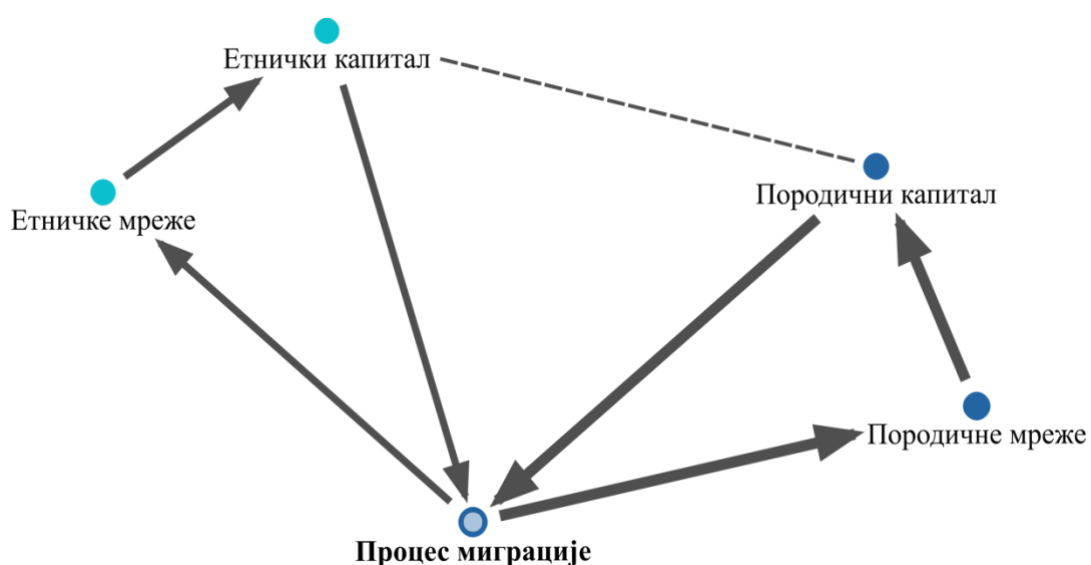 Етнички капитал
Породични капитал
Етничке мреже
Породичне мреже
Процес миграције